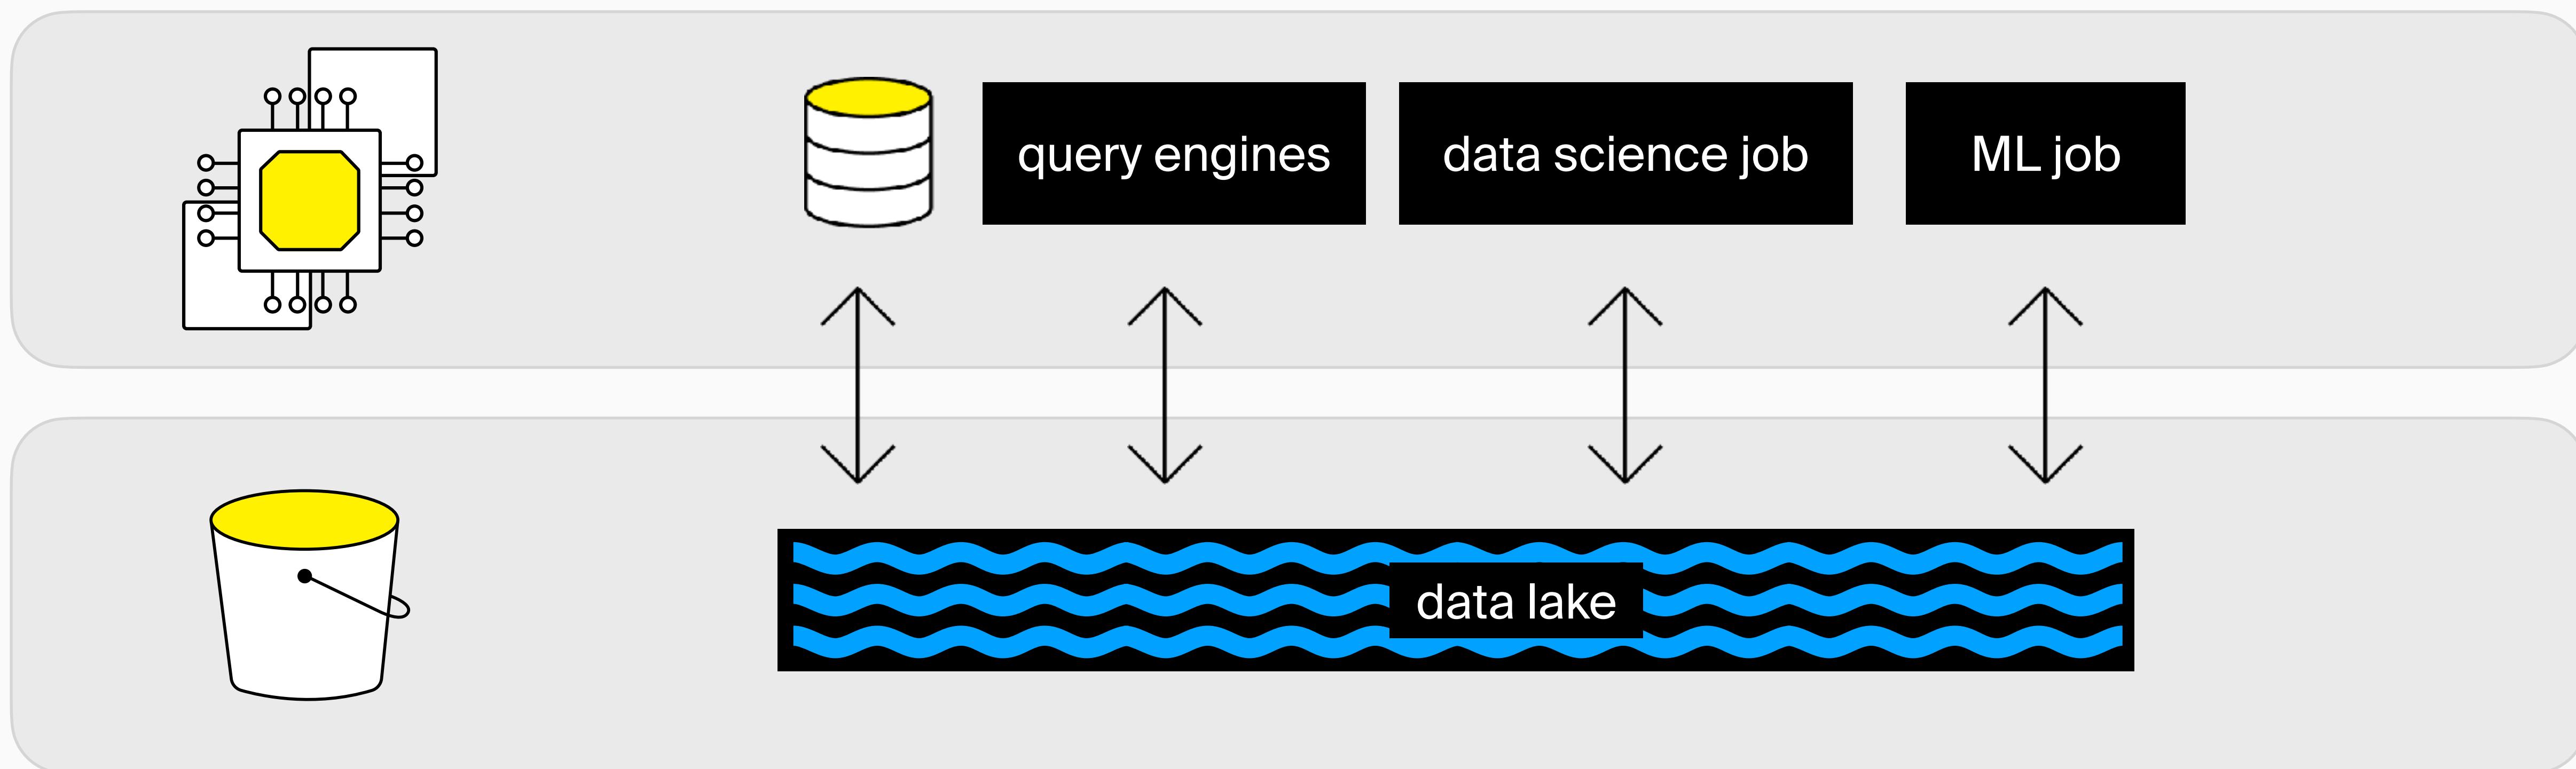 query engines
data science job
ML job
data lake